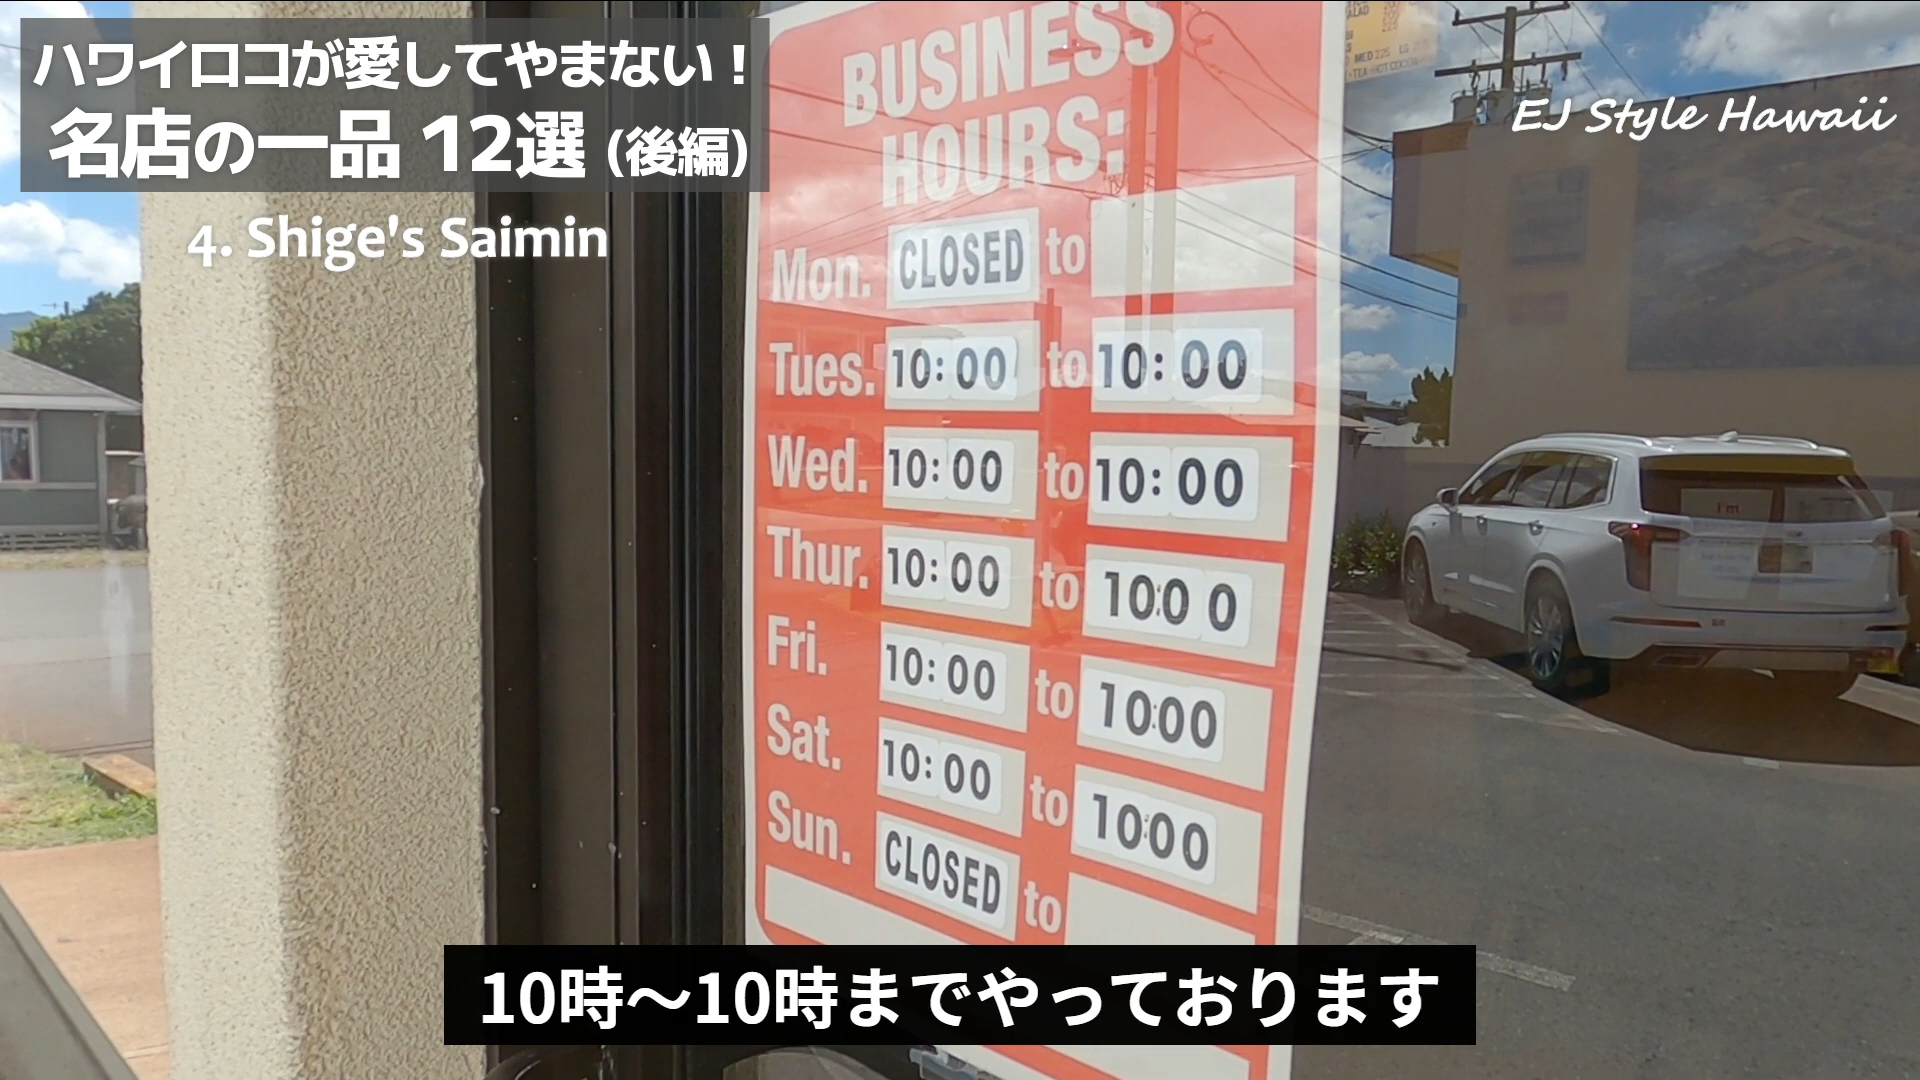 ハワイロコが愛してやまない！
名店の一品 12選 (後編)
4. Shige's Saimin
EJ Style Hawaii
BUSINESS
HOURS:
Mon. CLOSED to
Tues. 10:00 to 10:00
Wed. 10:00 to 10:00
Thur. 10:00 to 10:00
Fri. 10:00 to 10:00
Sat. 10:00 to 10:00
Sun. CLOSED to
10時〜10時までやっております